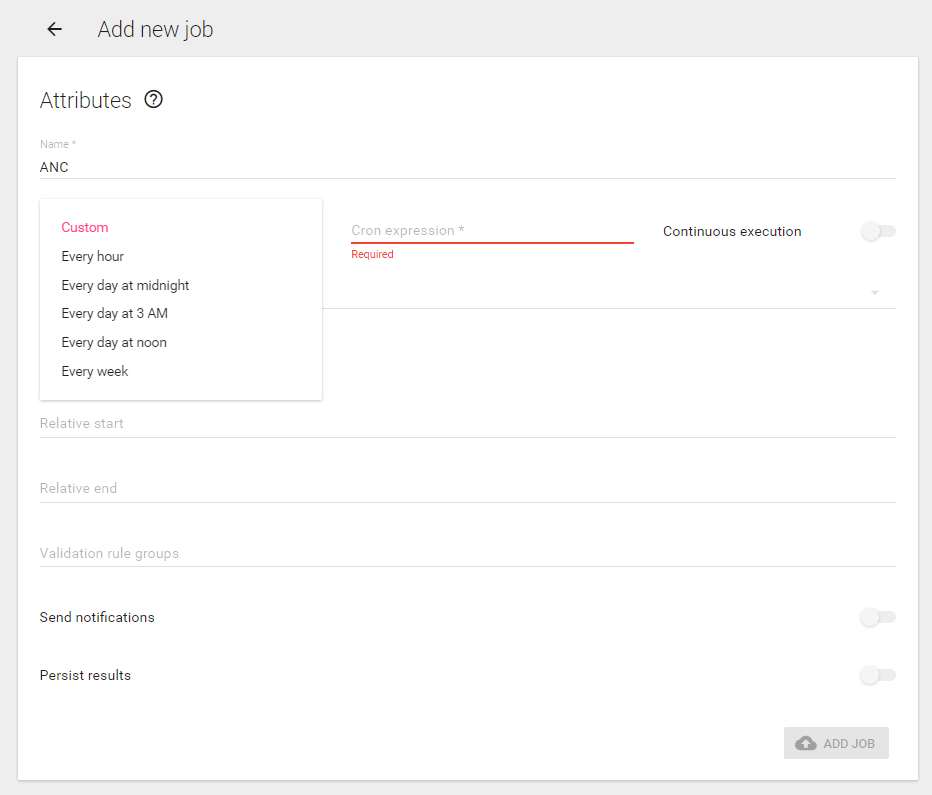 Add new job
Attributes
Name *
ANC
Custom
Every hour
Every day at midnight
Every day at 3 AM
Every day at noon
Every week
Cron expression *
Required
Continuous execution
Relative start
Relative end
Validation rule groups
Send notifications
Persist results
ADD JOB